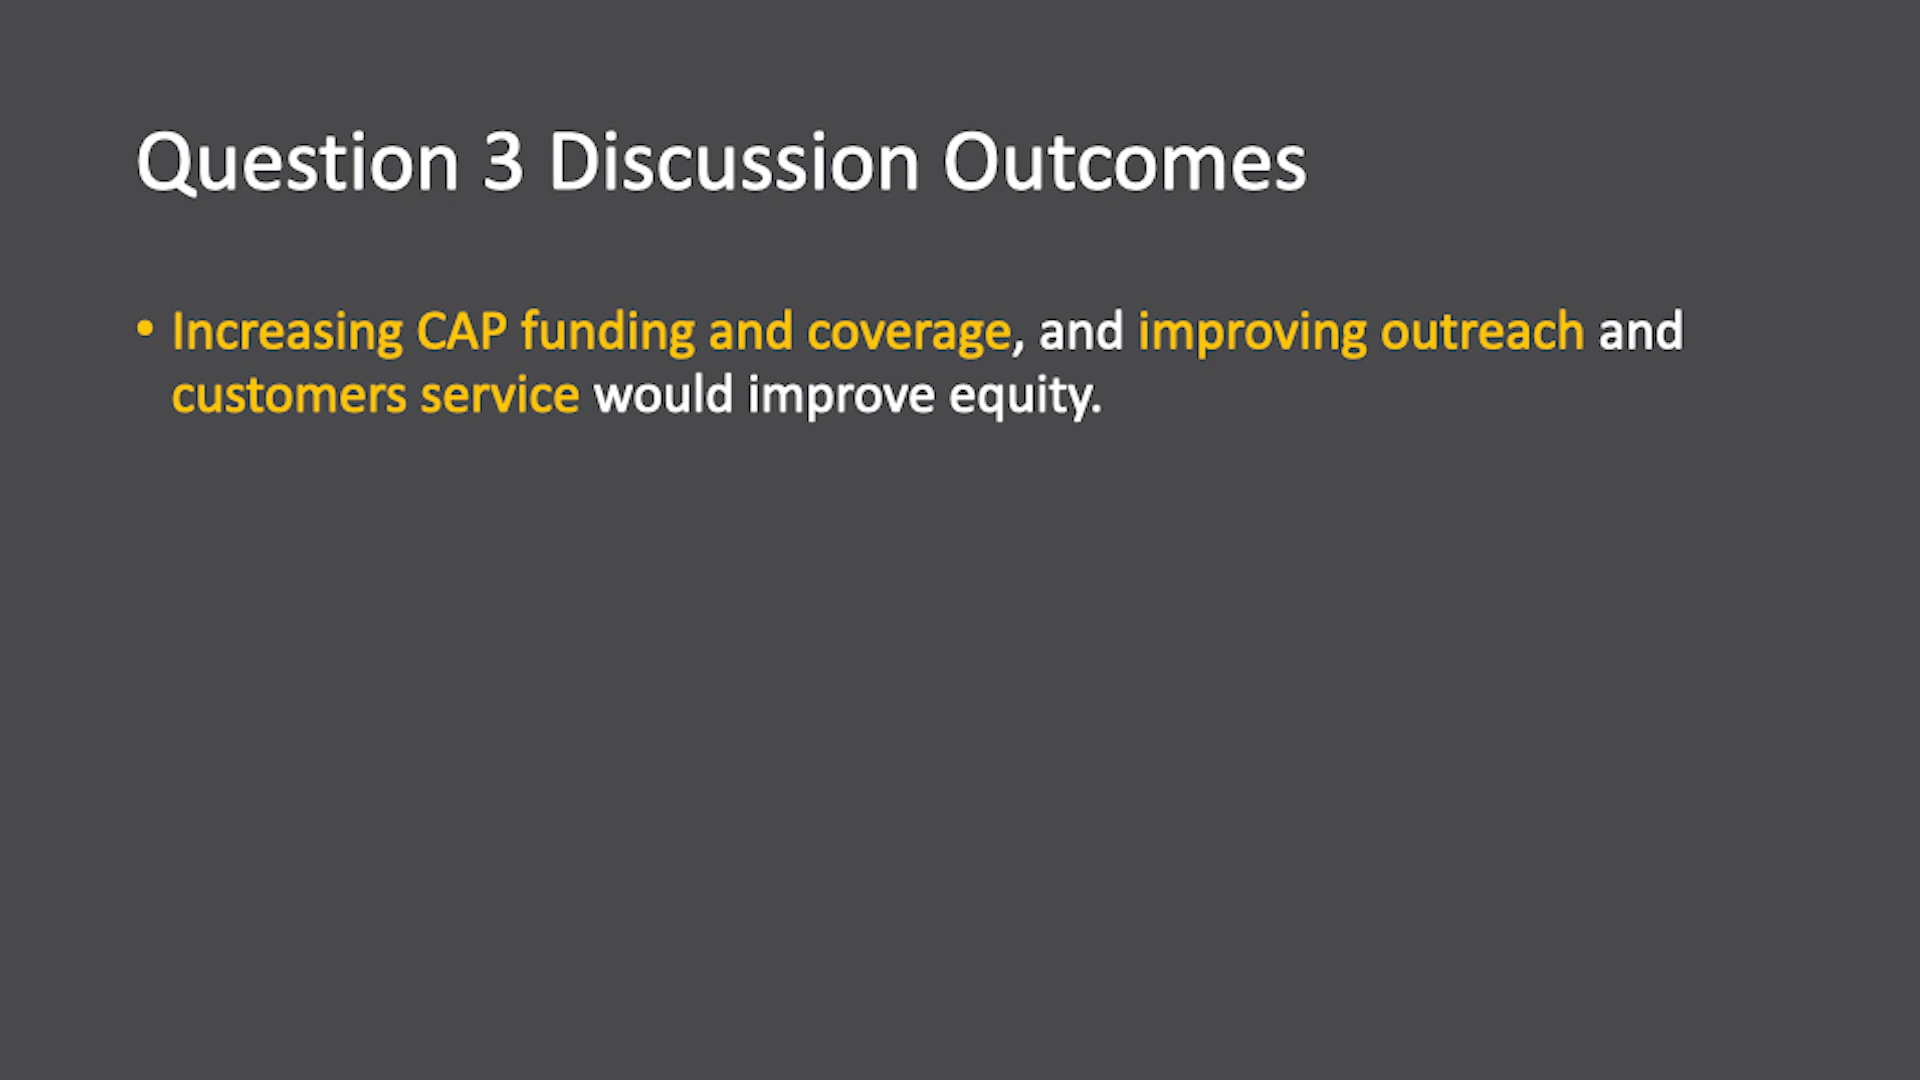 Question 3 Discussion Outcomes
• Increasing CAP funding and coverage, and improving outreach and
customers service would improve equity.